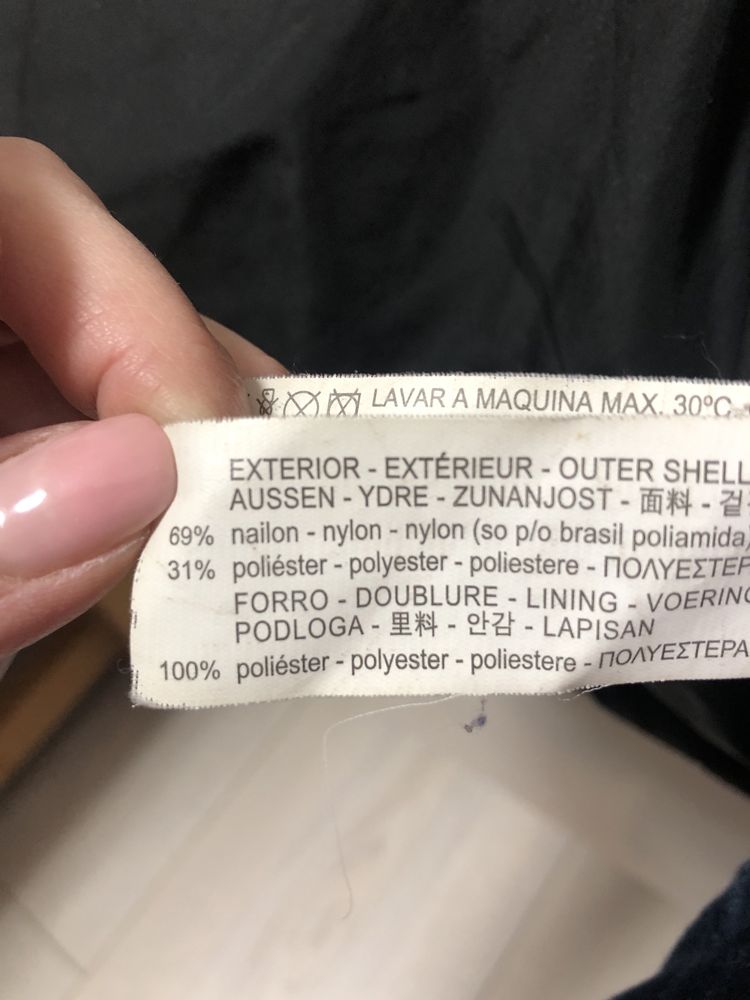 LAVAR A MAQUINA MAX. 30ºC
EXTERIOR - EXTÉRIEUR - OUTER SHELL
AUSSEN - YDRE - ZUNANJOST - 面料 -
69% nailon - nylon - nylon (so p/o brasil poliamida)
31% poliéster - polyester - poliestere -
FORRO - DOUBLURE - LINING -
PODLOGA - 里料 - 안감 - LAPISAN
100% poliéster - polyester - poliestere - ΠΟΛΥΕΣΤΕΡΑ